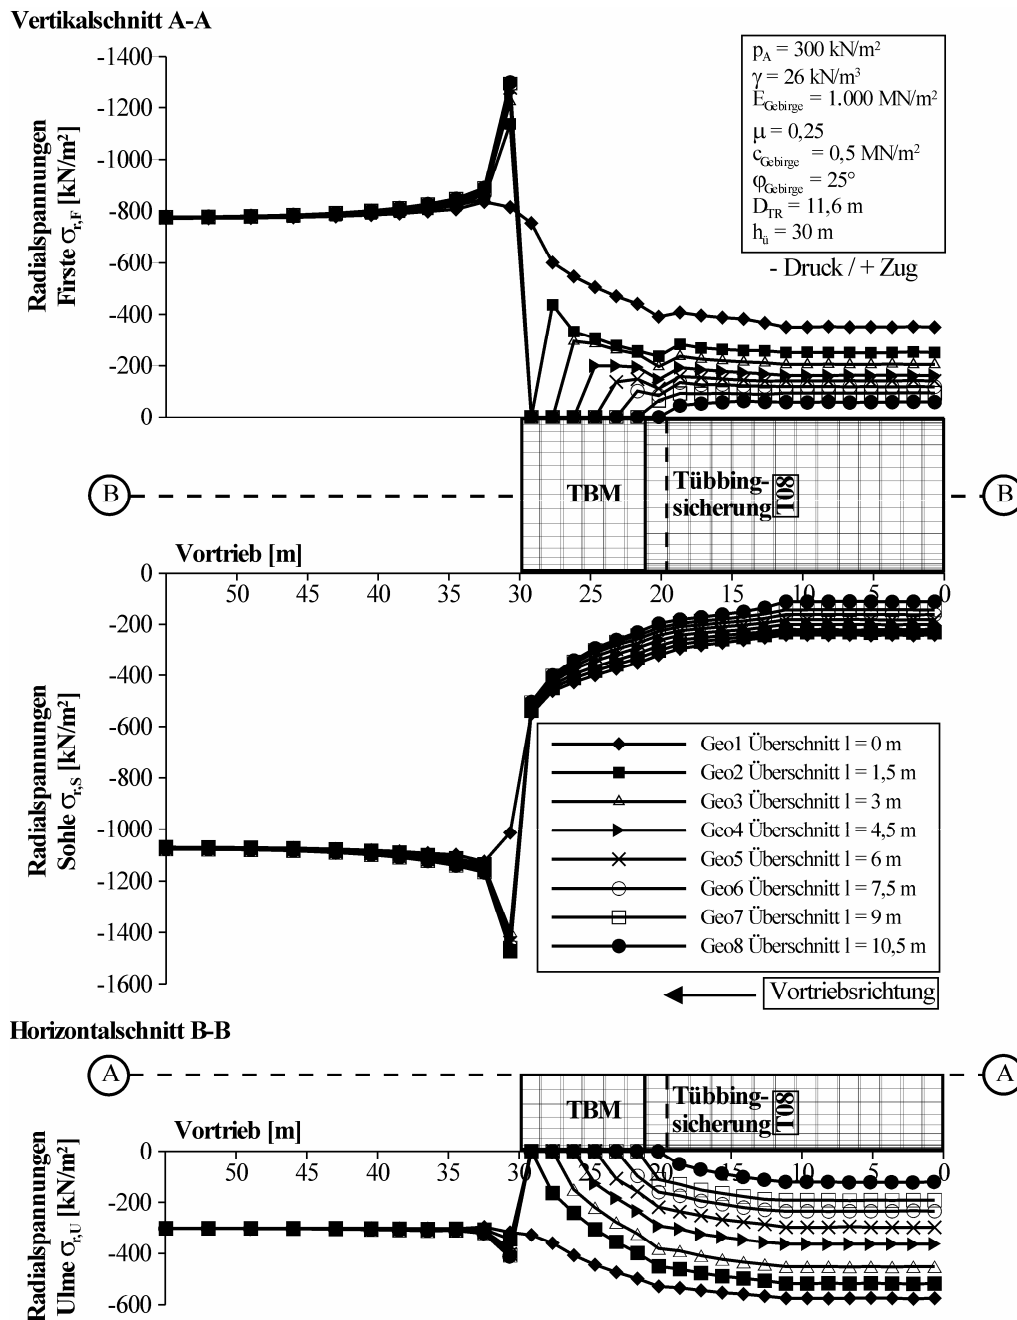 Vertikalschnitt A-A
Radialspannungen
Firste σr,F [kN/m²]
-1400
-1200
-1000
-800
-600
-400
-200
0
pA = 300 kN/m²
γ = 26 kN/m³
EGebirge = 1.000 MN/m²
μ = 0,25
cGebirge = 0,5 MN/m²
φGebirge = 25°
DTR = 11,6 m
hü = 30 m
- Druck / + Zug
B
TBM
Tübbing-
sicherung
T08
B
Vortrieb [m]
50 45 40 35 30 25 20 15 10 5 0
Radialspannungen
Sohle σr,S [kN/m²]
0
-200
-400
-600
-800
-1000
-1200
-1400
-1600
Geo1 Überschnitt l = 0 m
Geo2 Überschnitt l = 1,5 m
Geo3 Überschnitt l = 3 m
Geo4 Überschnitt l = 4,5 m
Geo5 Überschnitt l = 6 m
Geo6 Überschnitt l = 7,5 m
Geo7 Überschnitt l = 9 m
Geo8 Überschnitt l = 10,5 m
Vortriebsrichtung
Horizontalschnitt B-B
A
TBM
Tübbing-
sicherung
T08
A
Vortrieb [m]
50 45 40 35 30 25 20 15 10 5 0
Radialspannungen
Ulme σr,U [kN/m²]
0
-200
-400
-600